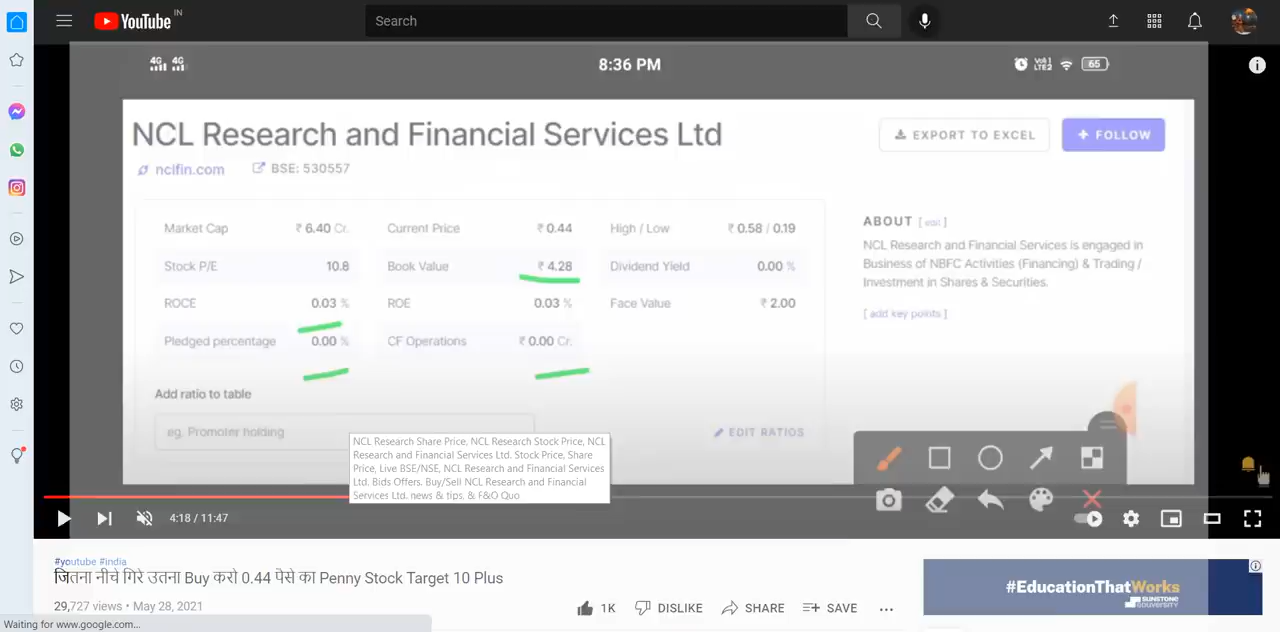 YouTube IN
Search
4G 4G
8:36 PM
Vo)) 1 LTE2
65
NCL Research and Financial Services Ltd
EXPORT TO EXCEL
+ FOLLOW
nclfin.com
BSE: 530557
Market Cap ₹ 6.40 Cr.
Current Price ₹ 0.44
High / Low ₹ 0.58 / 0.19
Stock P/E 10.8
Book Value ₹ 4.28
Dividend Yield 0.00 %
ROCE 0.03 %
ROE 0.03 %
Face Value ₹ 2.00
Pledged percentage 0.00 %
CF Operations ₹ 0.00 Cr.
Add ratio to table
eg. Promoter holding
EDIT RATIOS
ABOUT [ edit ]
NCL Research and Financial Services is engaged in
Business of NBFC Activities (Financing) & Trading /
Investment in Shares & Securities.
[ add key points ]
NCL Research Share Price, NCL Research Stock Price, NCL
Research and Financial Services Ltd. Stock Price, Share
Price, Live BSE/NSE, NCL Research and Financial Services
Ltd. Bids Offers. Buy/Sell NCL Research and Financial
Services Ltd. news & tips, & F&O Quo
4:18 / 11:47
#youtube #india
जितना नीचे गिरे उतना Buy करो 0.44 पैसे का Penny Stock Target 10 Plus
29,727 views • May 28, 2021
1K
DISLIKE
SHARE
SAVE
#EducationThatWorks
SUNSTONE
EDUVERSITY
Waiting for www.google.com...